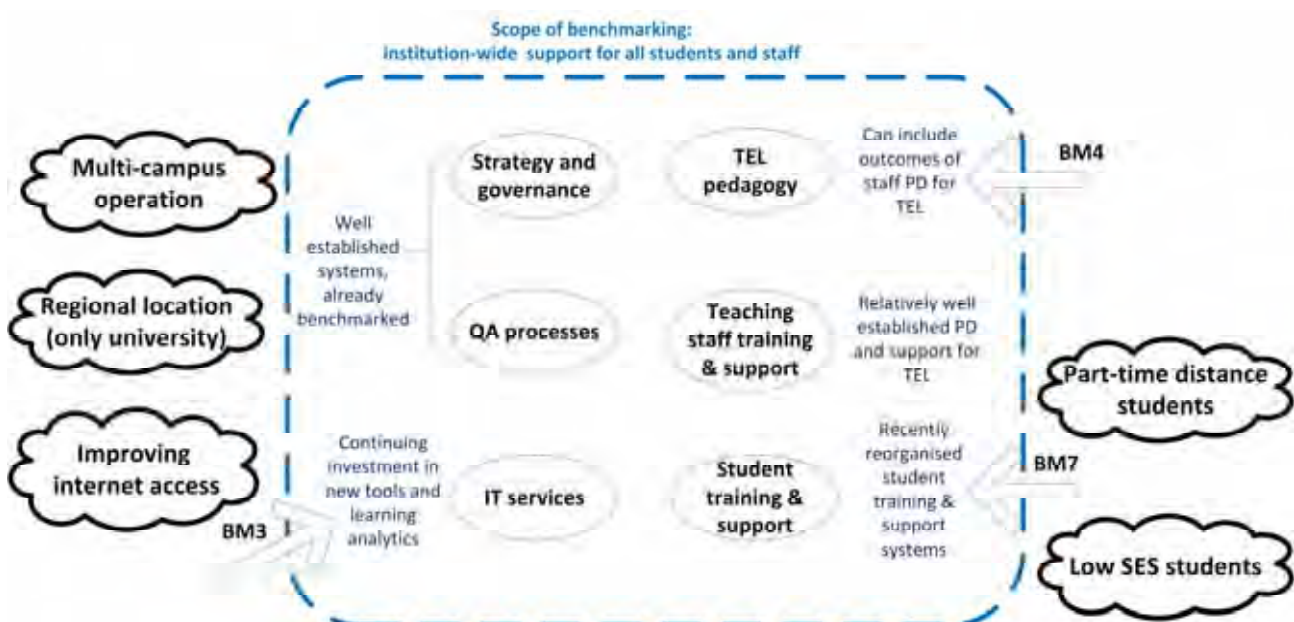 Scope of benchmarking:
institution-wide support for all students and staff
Multi-campus
operation
Regional location
(only university)
Improving
internet access
BM3
Well
established
systems,
already
benchmarked
Continuing
investment in
new tools and
learning
analytics
Strategy and
governance
QA processes
IT services
TEL
pedagogy
Teaching
staff training
& support
Student
training &
support
Can include
outcomes of
staff PD for
TEL
Relatively well
established PD
and support for
TEL
Recently
reorganised
student
training &
support
systems
BM4
Part-time distance
students
BM7
Low SES students